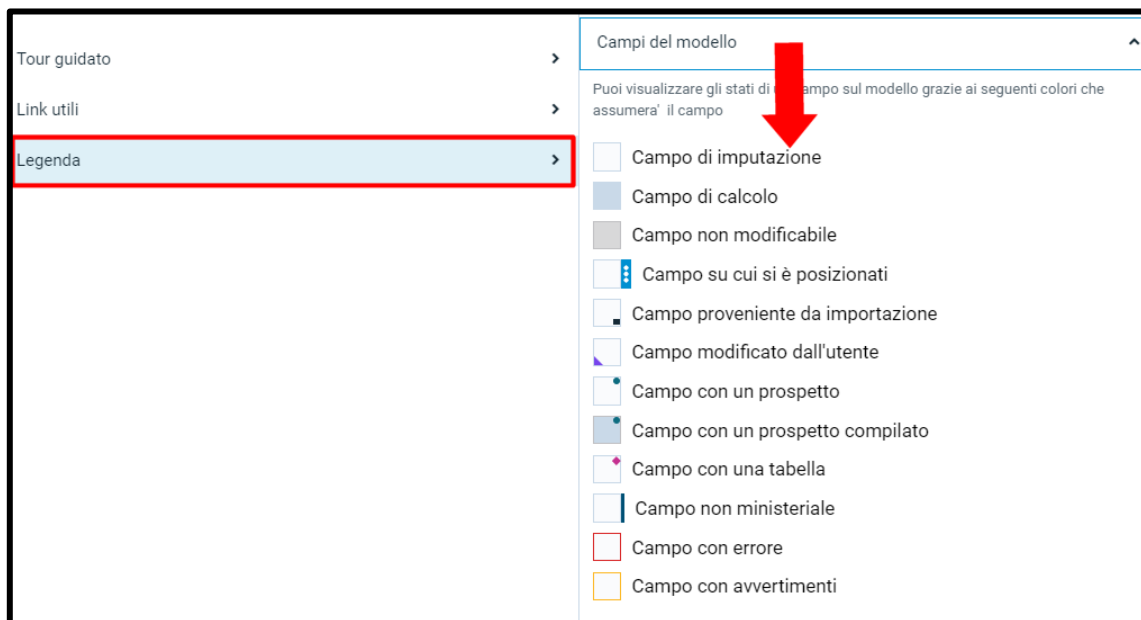 Tour guidato
Link utili
Legenda
Campi del modello
Puoi visualizzare gli stati di campo sul modello grazie ai seguenti colori che
assumera' il campo
Campo di imputazione
Campo di calcolo
Campo non modificabile
Campo su cui si è posizionati
Campo proveniente da importazione
Campo modificato dall'utente
Campo con un prospetto
Campo con un prospetto compilato
Campo con una tabella
Campo non ministeriale
Campo con errore
Campo con avvertimenti